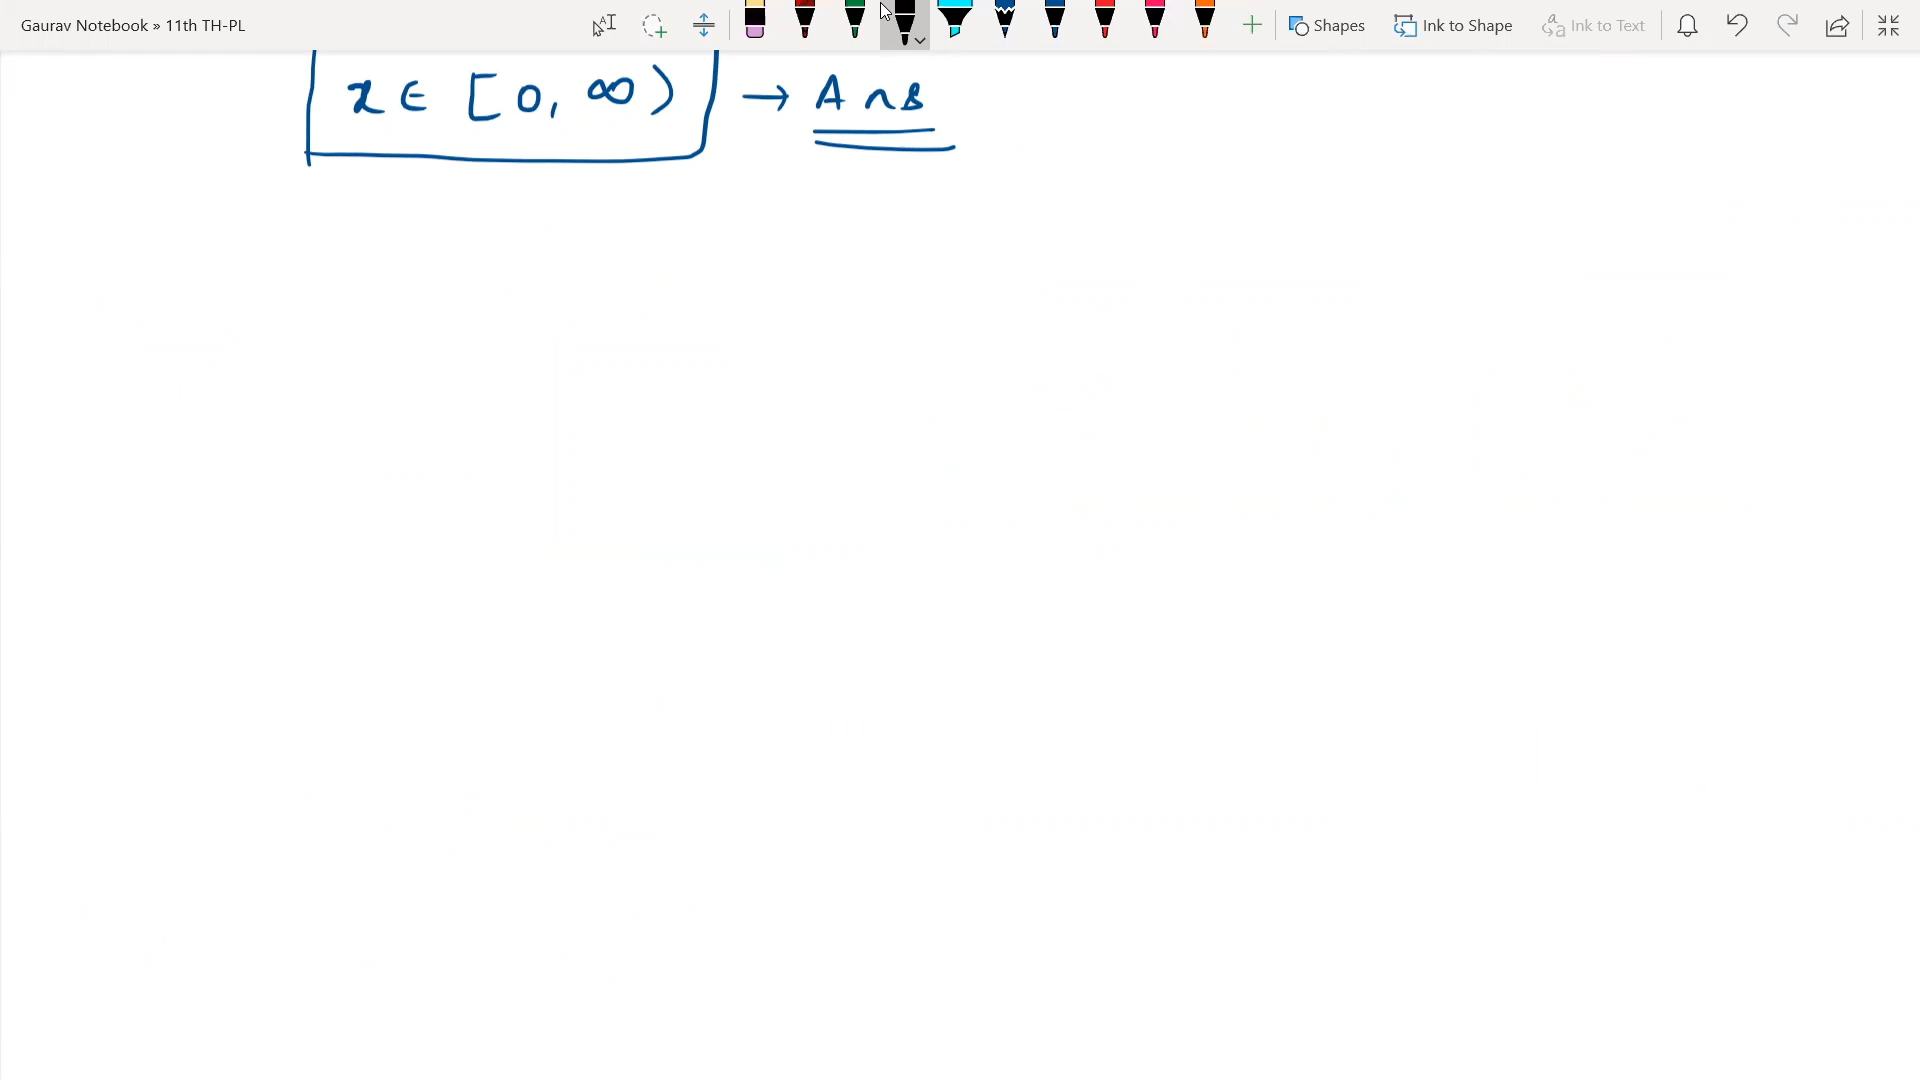 Gaurav Notebook » 11th TH-PL
Shapes
Ink to Shape
Ink to Text
x ∈ [0, ∞) → Ans